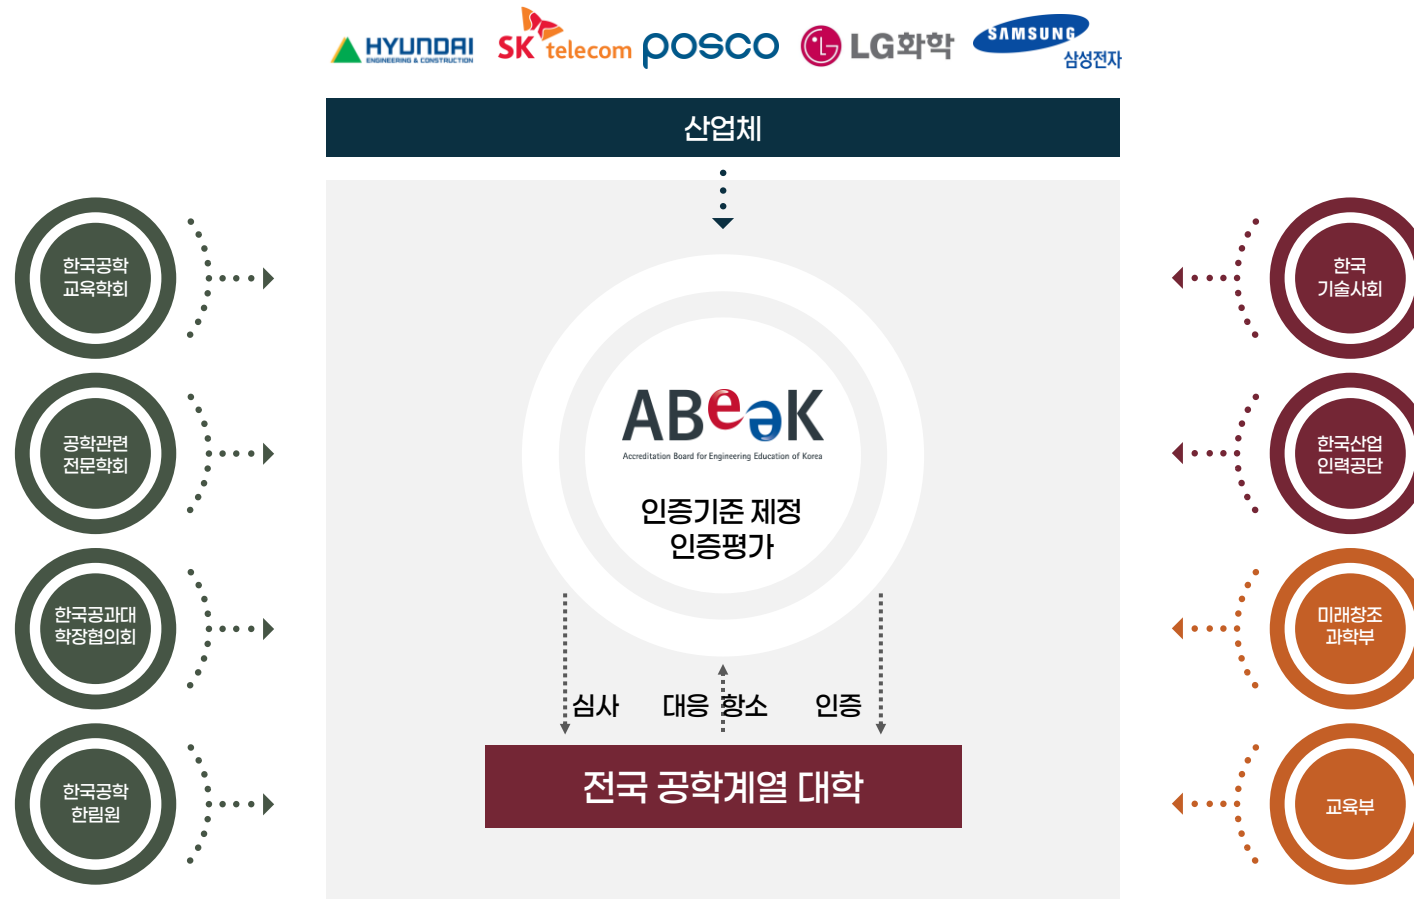 HYUNDAI
ENGINEERING & CONSTRUCTION
SK telecom
posco
LG화학
SAMSUNG
삼성전자
산업체
한국공학
교육학회
공학관련
전문학회
한국공과대
학장협의회
한국공학
한림원
ABeeK
Accreditation Board for Engineering Education of Korea
인증기준 제정
인증평가
심사
대응 항소
인증
전국 공학계열 대학
한국
기술사회
한국산업
인력공단
미래창조
과학부
교육부